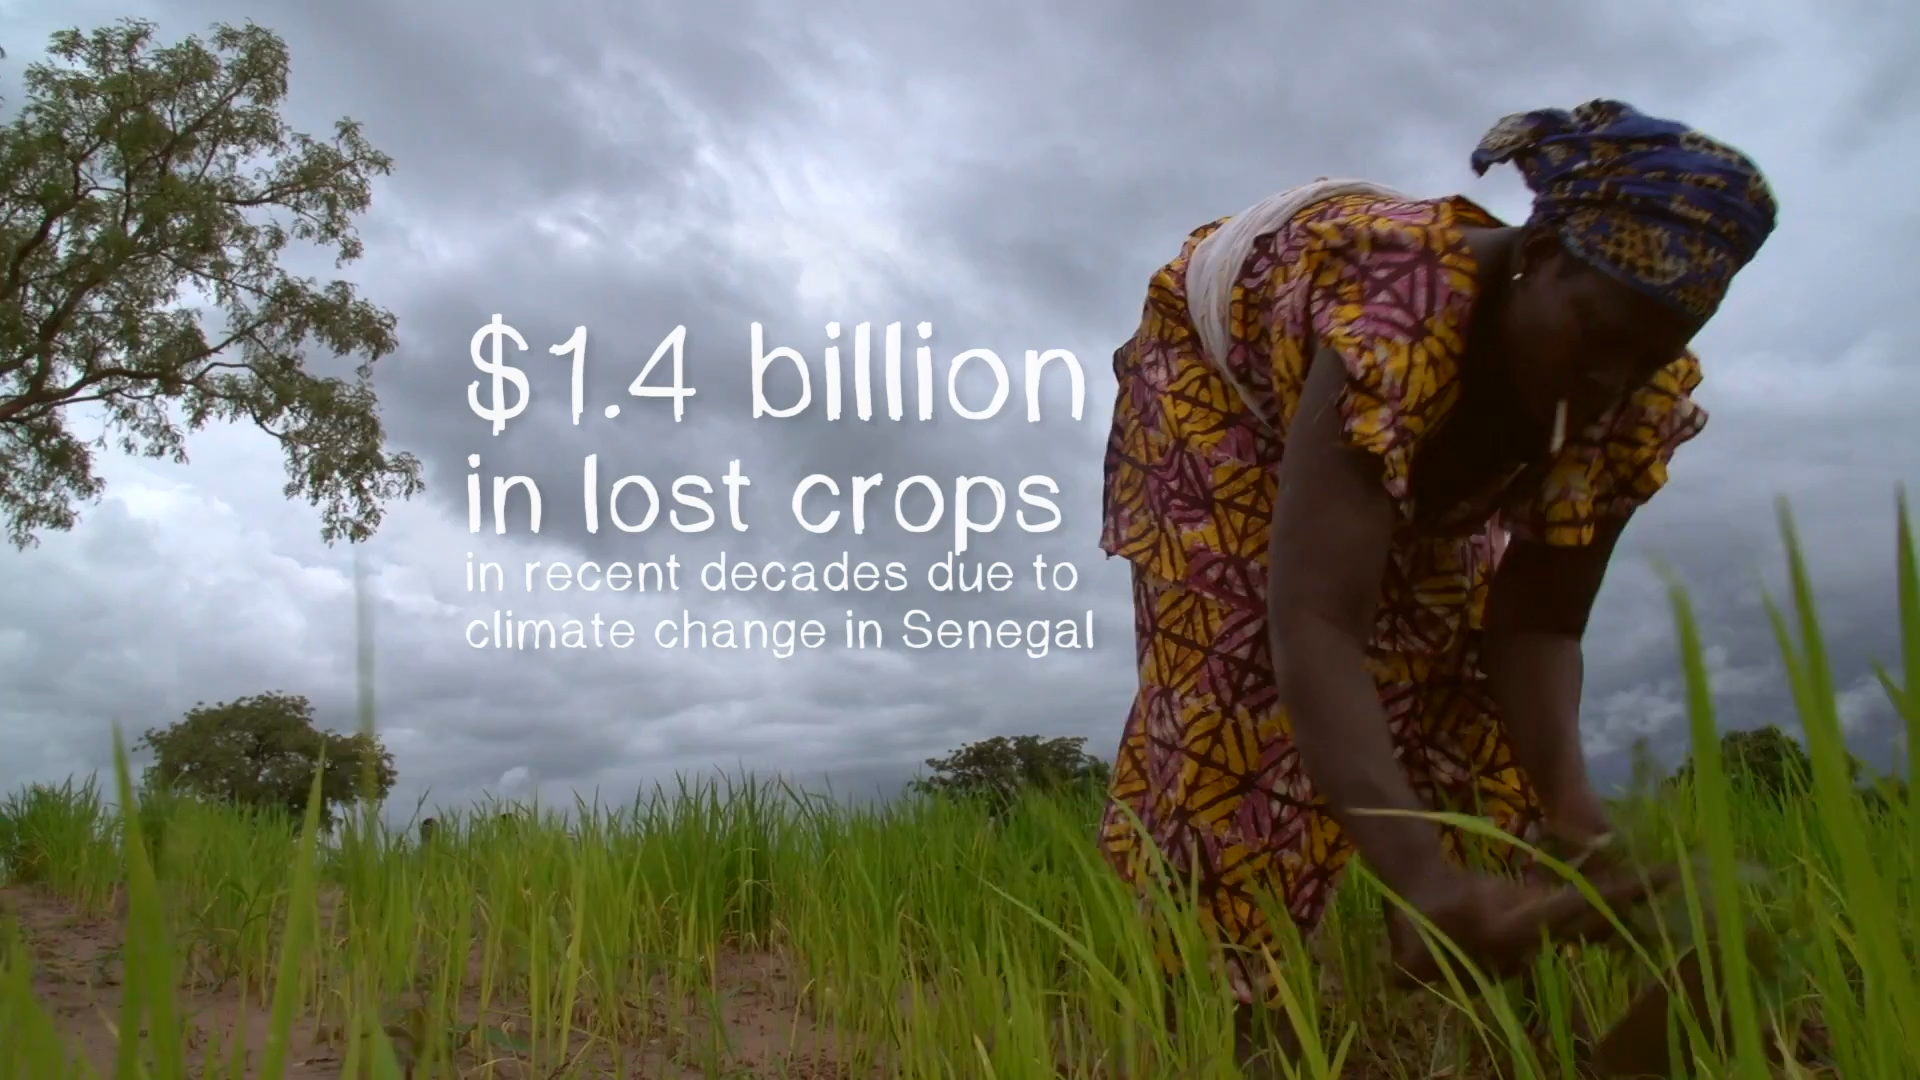 $1.4 billion
in lost crops
in recent decades due to
climate change in Senegal